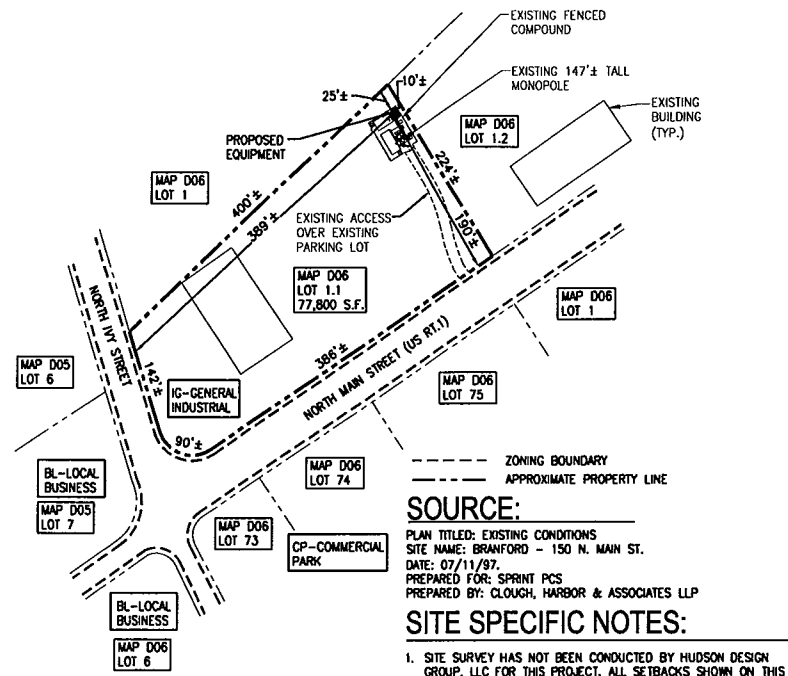 EXISTING FENCED
COMPOUND
25'±
10'±
EXISTING 147'± TALL
MONOPOLE
EXISTING
BUILDING
(TYP.)
PROPOSED
EQUIPMENT
MAP D06
LOT 1.2
MAP D06
LOT 1
224'±
400'±
389'±
EXISTING ACCESS
OVER EXISTING
PARKING LOT
190'±
MAP D06
LOT 1.1
77,800 S.F.
NORTH IVY STREET
MAP D06
LOT 1
386'±
NORTH MAIN STREET (US RT.1)
142'±
MAP D05
LOT 6
IG-GENERAL
INDUSTRIAL
MAP D06
LOT 75
90'±
BL-LOCAL
BUSINESS
MAP D05
LOT 7
MAP D06
LOT 74
ZONING BOUNDARY
APPROXIMATE PROPERTY LINE
MAP D06
LOT 73
CP-COMMERCIAL
PARK
BL-LOCAL
BUSINESS
MAP D06
LOT 6
SOURCE:
PLAN TITLED: EXISTING CONDITIONS
SITE NAME: BRANFORD - 150 N. MAIN ST.
DATE: 07/11/97.
PREPARED FOR: SPRINT PCS
PREPARED BY: CLOUGH, HARBOR & ASSOCIATES LLP
SITE SPECIFIC NOTES:
1. SITE SURVEY HAS NOT BEEN CONDUCTED BY HUDSON DESIGN
GROUP, LLC FOR THIS PROJECT. ALL SETBACKS SHOWN ON THIS